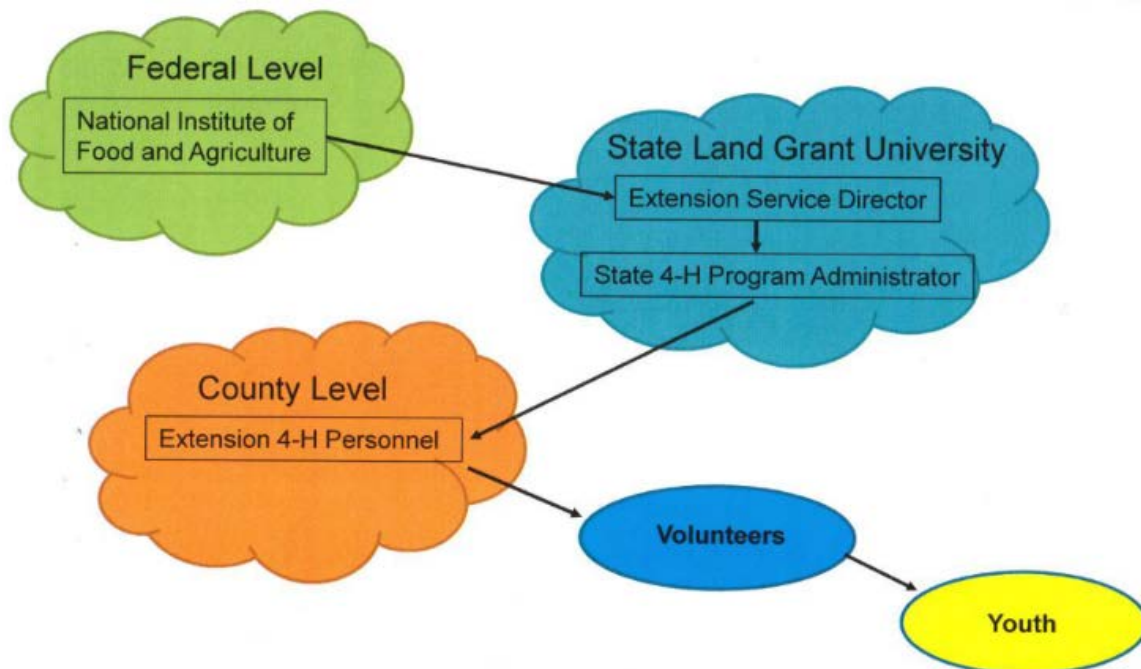 Federal Level
National Institute of
Food and Agriculture
State Land Grant University
Extension Service Director
State 4-H Program Administrator
County Level
Extension 4-H Personnel
Volunteers
Youth